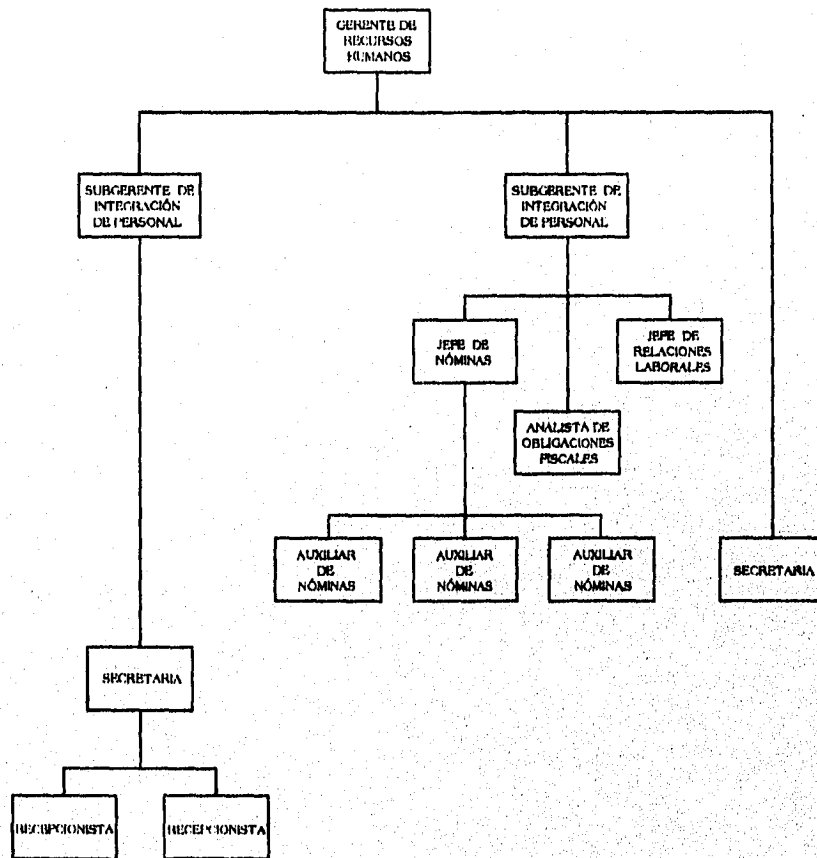 GERENTE DE
RECURSOS
HUMANOS
SUBGERENTE DE
INTEGRACIÓN
DE PERSONAL
SUBGERENTE DE
INTEGRACIÓN
DE PERSONAL
JEFE DE
NÓMINAS
JEFE DE
RELACIONES
LABORALES
ANALISTA DE
OBLIGACIONES
FISCALES
AUXILIAR
DE
NÓMINAS
AUXILIAR
DE
NÓMINAS
AUXILIAR
DE
NÓMINAS
SECRETARIA
SECRETARIA
RECEPCIONISTA
RECEPCIONISTA